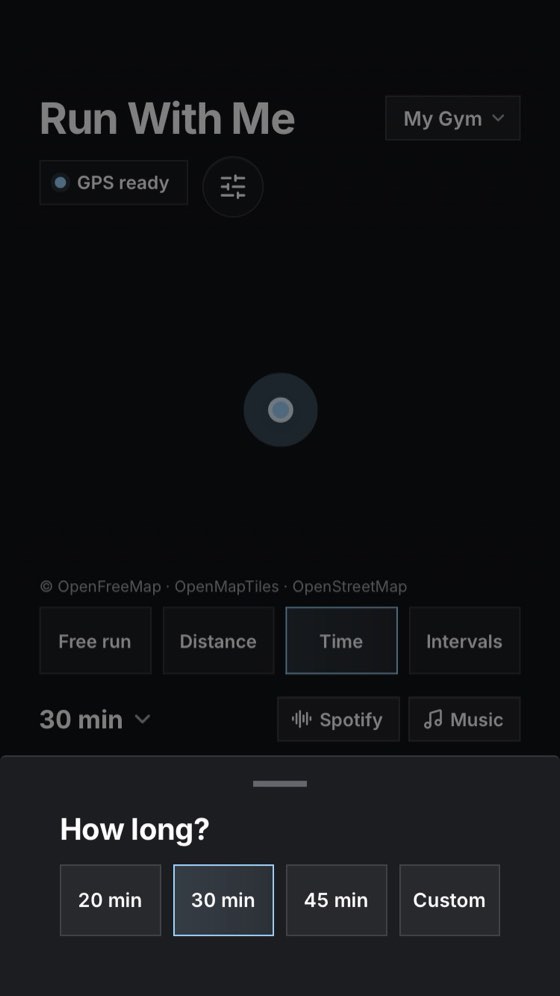 Run With Me
My Gym
GPS ready
© OpenFreeMap · OpenMapTiles · OpenStreetMap
Free run
Distance
Time
Intervals
30 min
Spotify
Music
How long?
20 min
30 min
45 min
Custom